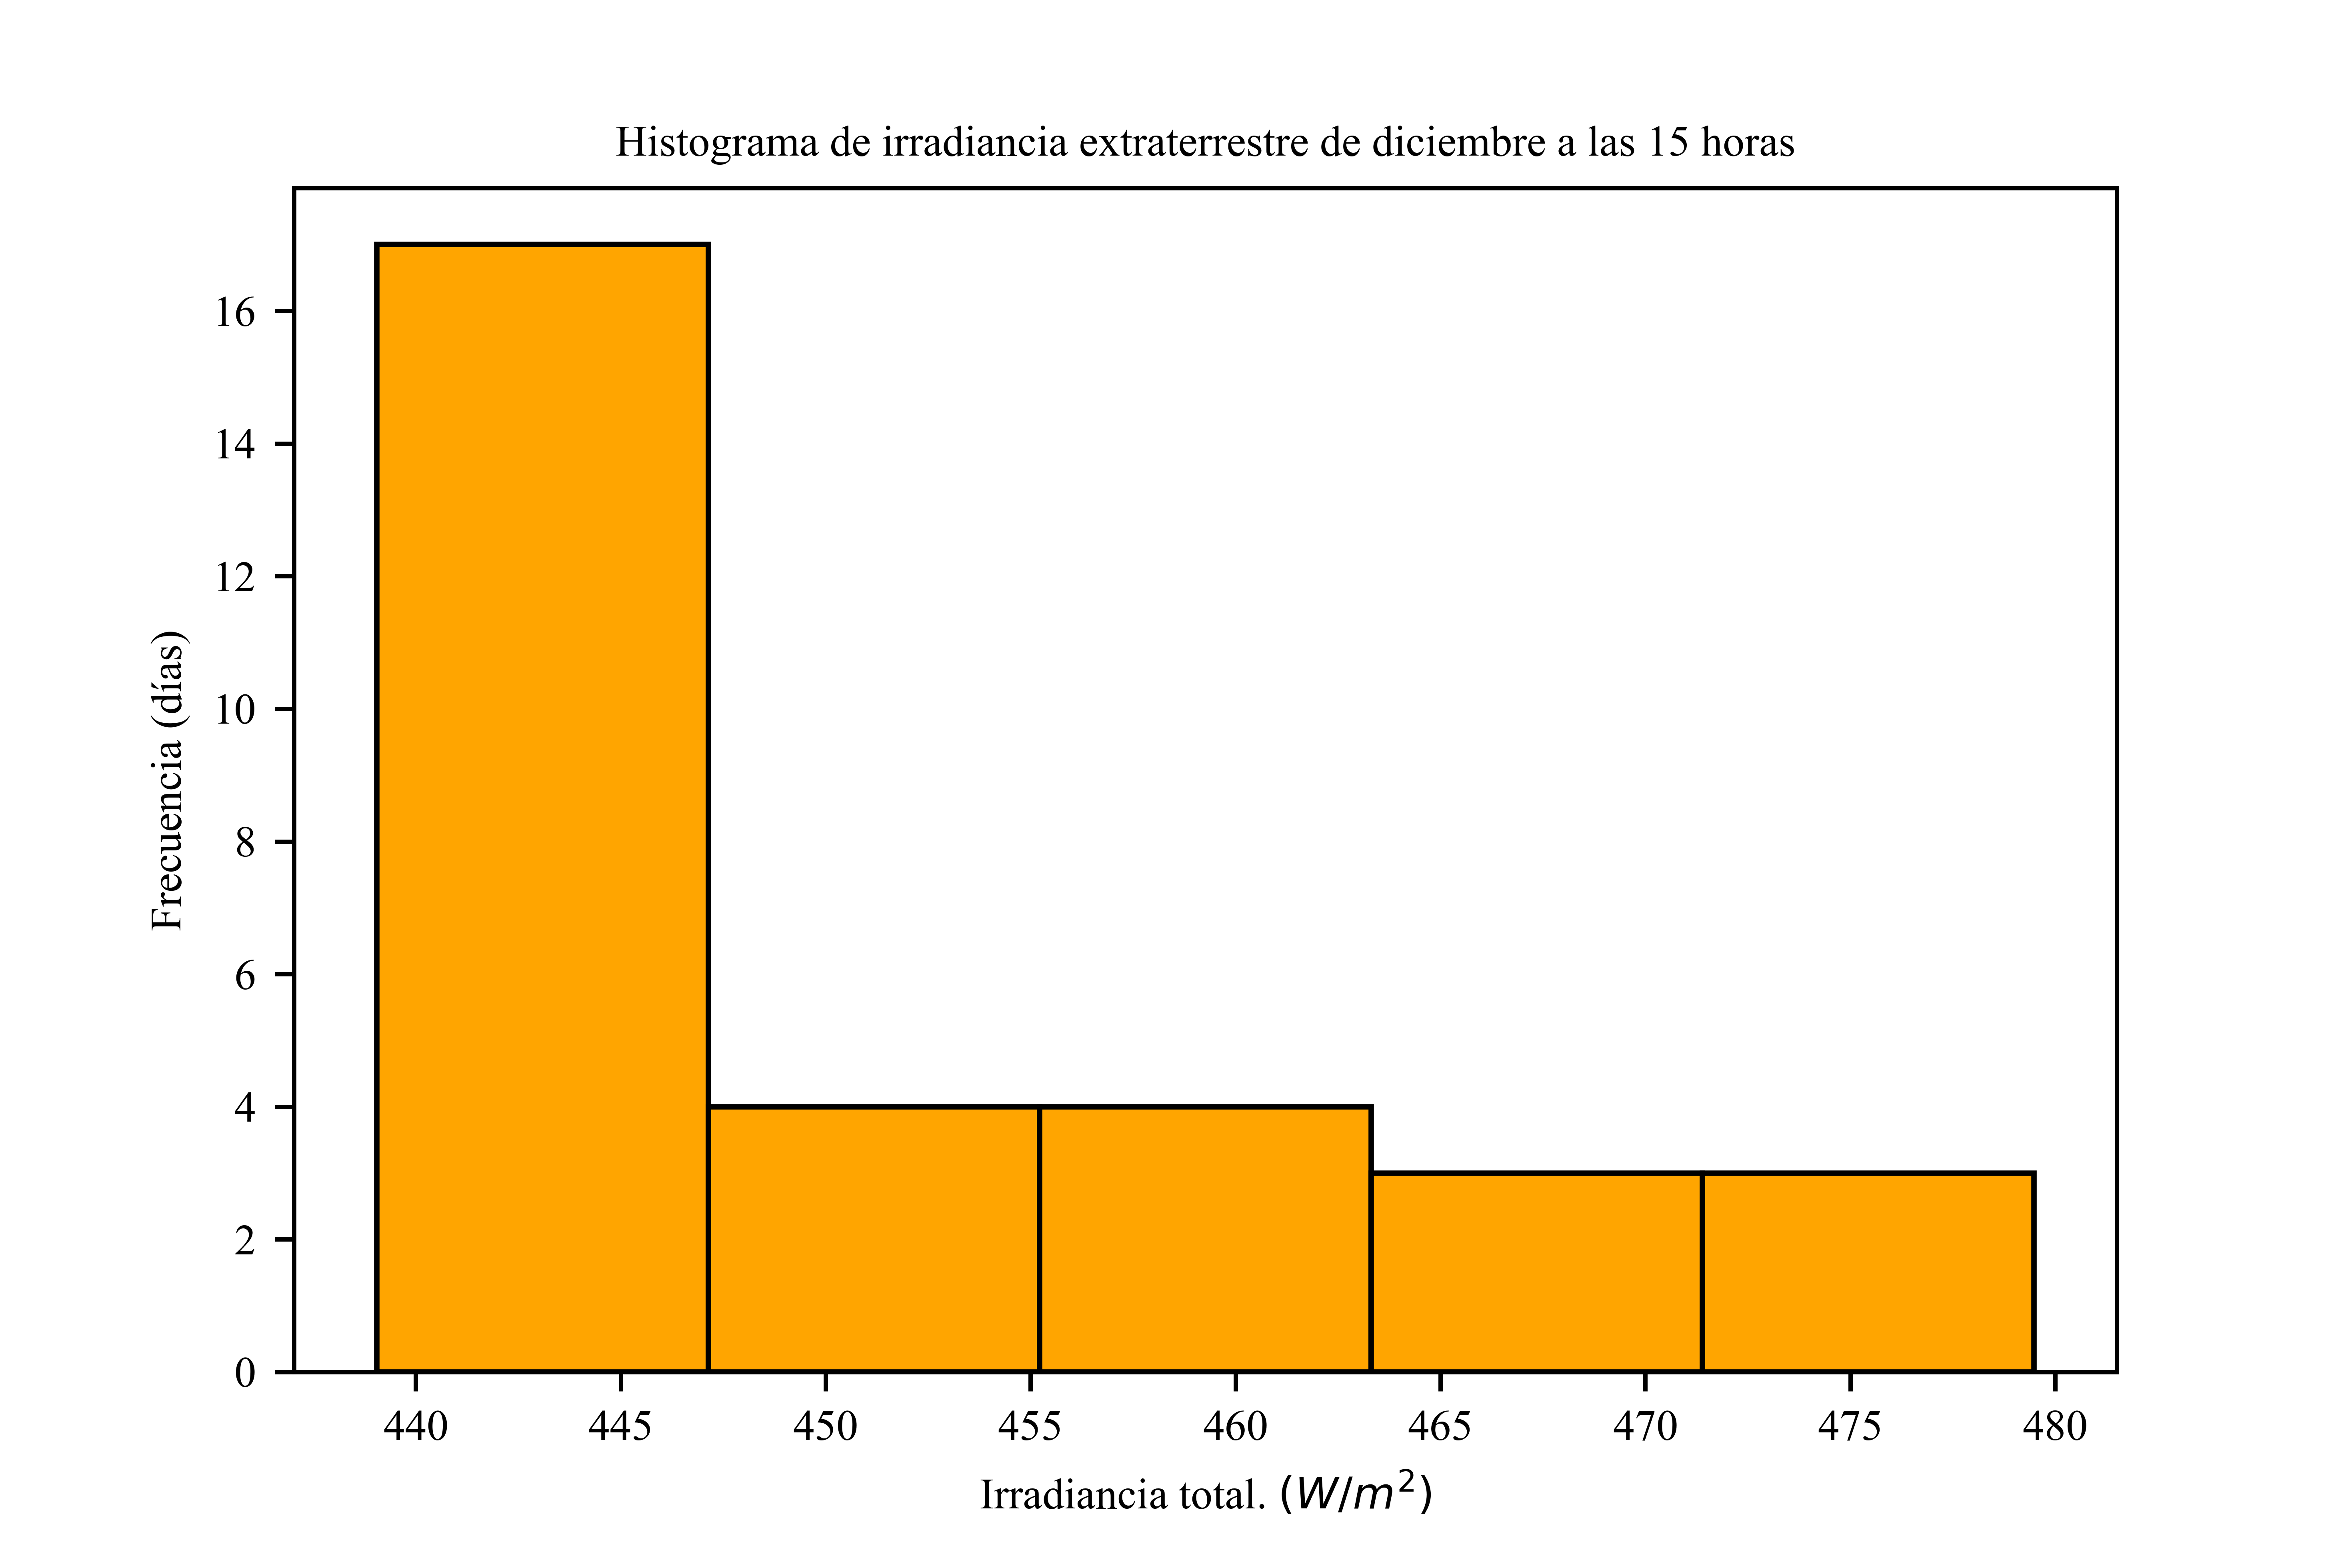 Histograma de irradiancia extraterrestre de diciembre a las 15 horas
Frecuencia (días)
16
14
12
10
8
6
4
2
0
440 445 450 455 460 465 470 475 480
Irradiancia total. (W/m²)